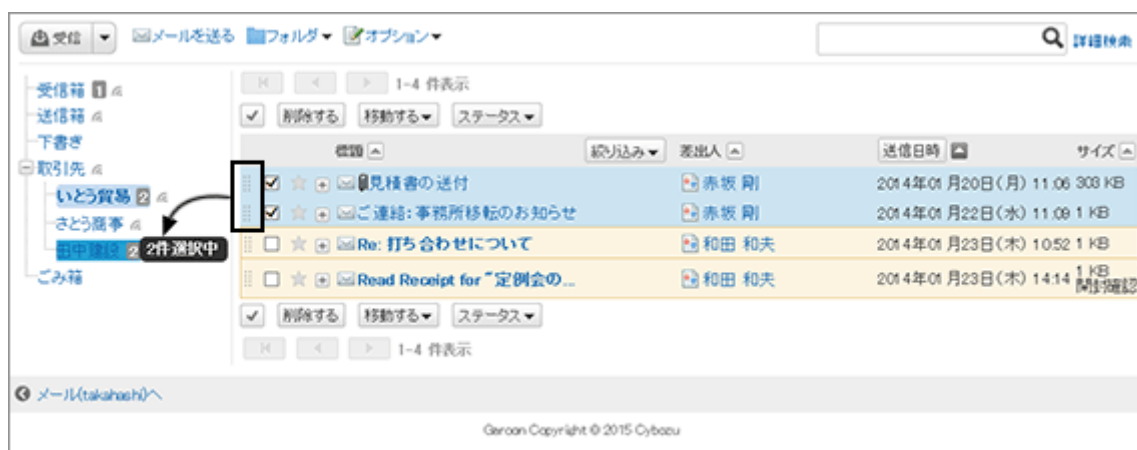 受信 メールを送る フォルダ オプション 詳細検索
受信箱 1
送信箱
下書き
取引先
いとう貿易 2
さとう商事
田中建設 2 2件選択中
ごみ箱
1-4 件表示
削除する 移動する ステータス
標題 絞り込み 差出人 送信日時 サイズ
見積書の送付 赤坂 剛 2014年01月20日(月) 11:06 303 KB
ご連絡:事務所移転のお知らせ 赤坂 剛 2014年01月22日(水) 11:09 1 KB
Re: 打ち合わせについて 和田 和夫 2014年01月23日(木) 10:52 1 KB
Read Receipt for "定例会の... 和田 和夫 2014年01月23日(木) 14:14 1 KB
開封確認
削除する 移動する ステータス
1-4 件表示
メール(takahashi)へ
Garoon Copyright © 2015 Cybozu